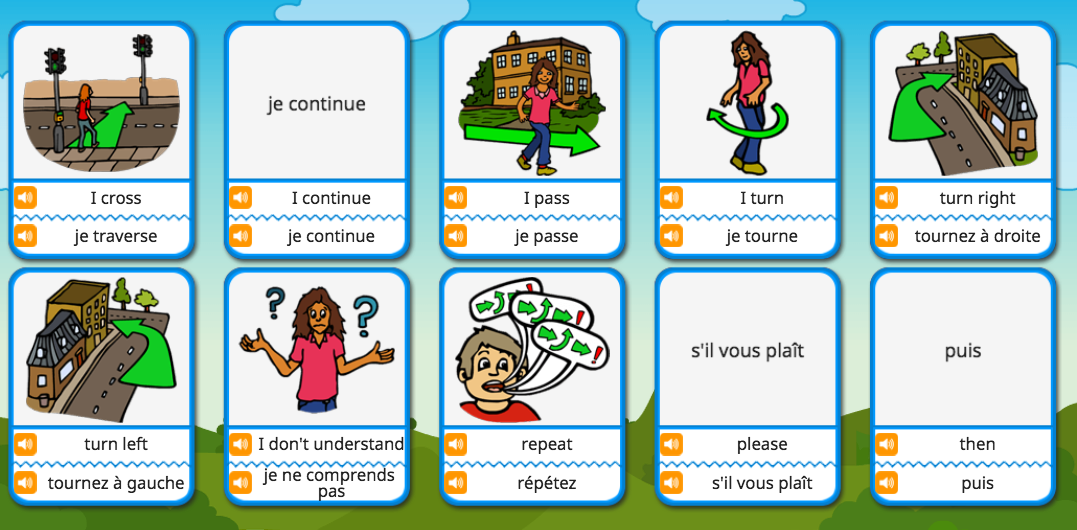 je continue
I cross
je traverse
I continue
je continue
I pass
je passe
I turn
je tourne
turn right
tournez à droite
?
?
!
!
!
s'il vous plaît
puis
turn left
tournez à gauche
I don't understand
je ne comprends
pas
repeat
répétez
please
s'il vous plaît
then
puis